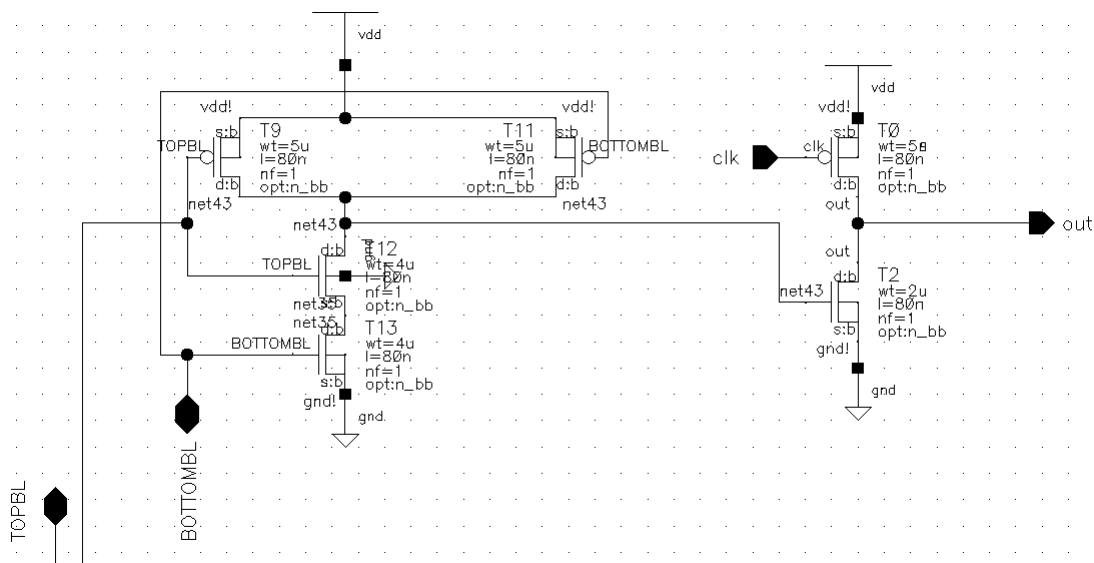 vdd
vdd
vdd!
vdd!
vdd!
s:b
T9
T11
s:b
s:b
T0
TOPBL
wt=5u
wt=5u
BOTTOMBL
clk
clk
l=80n
l=80n
l=80n
nf=1
nf=1
nf=1
d:b
opt:n_bb
opt:n_bb
d:b
d:b
opt:n_bb
net43
net43
out
net43
out
out
d:b
T12
d:b
T2
TOPBL
wt=4u
wt=2u
l=80n
net43
l=80n
nf=1
nf=1
net35
s:b
opt:n_bb
s:b
opt:n_bb
net35
d:b
T13
BOTTOMBL
wt=4u
gnd!
l=80n
nf=1
s:b
opt:n_bb
gnd
gnd!
gnd
BOTTOMBL
TOPBL